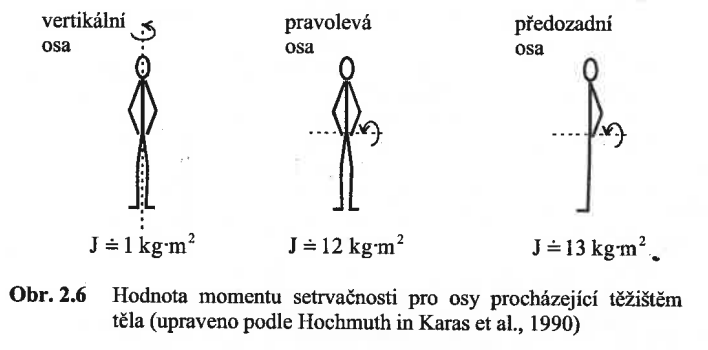 vertikální
osa
pravolevá
osa
předozadní
osa
J ≐ 1 kg·m²
J ≐ 12 kg·m²
J ≐ 13 kg·m²
Obr. 2.6 Hodnota momentu setrvačnosti pro osy procházející těžištěm
těla (upraveno podle Hochmuth in Karas et al., 1990)